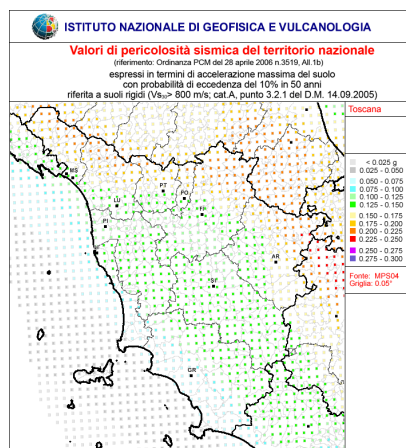 ISTITUTO NAZIONALE DI GEOFISICA E VULCANOLOGIA
Valori di pericolosità sismica del territorio nazionale
(riferimento: Ordinanza PCM del 28 aprile 2006 n.3519, All.1b)
espressi in termini di accelerazione massima del suolo
con probabilità di eccedenza del 10% in 50 anni
riferita a suoli rigidi (Vs₃₀> 800 m/s; cat.A, punto 3.2.1 del D.M. 14.09.2005)
Toscana
< 0.025 g
0.025 - 0.050
0.050 - 0.075
0.075 - 0.100
0.100 - 0.125
0.125 - 0.150
0.150 - 0.175
0.175 - 0.200
0.200 - 0.225
0.225 - 0.250
0.250 - 0.275
0.275 - 0.300
Fonte: MPS04
Griglia: 0.05°
MS
PT
PO
LU
FI
PI
AR
SI
GR